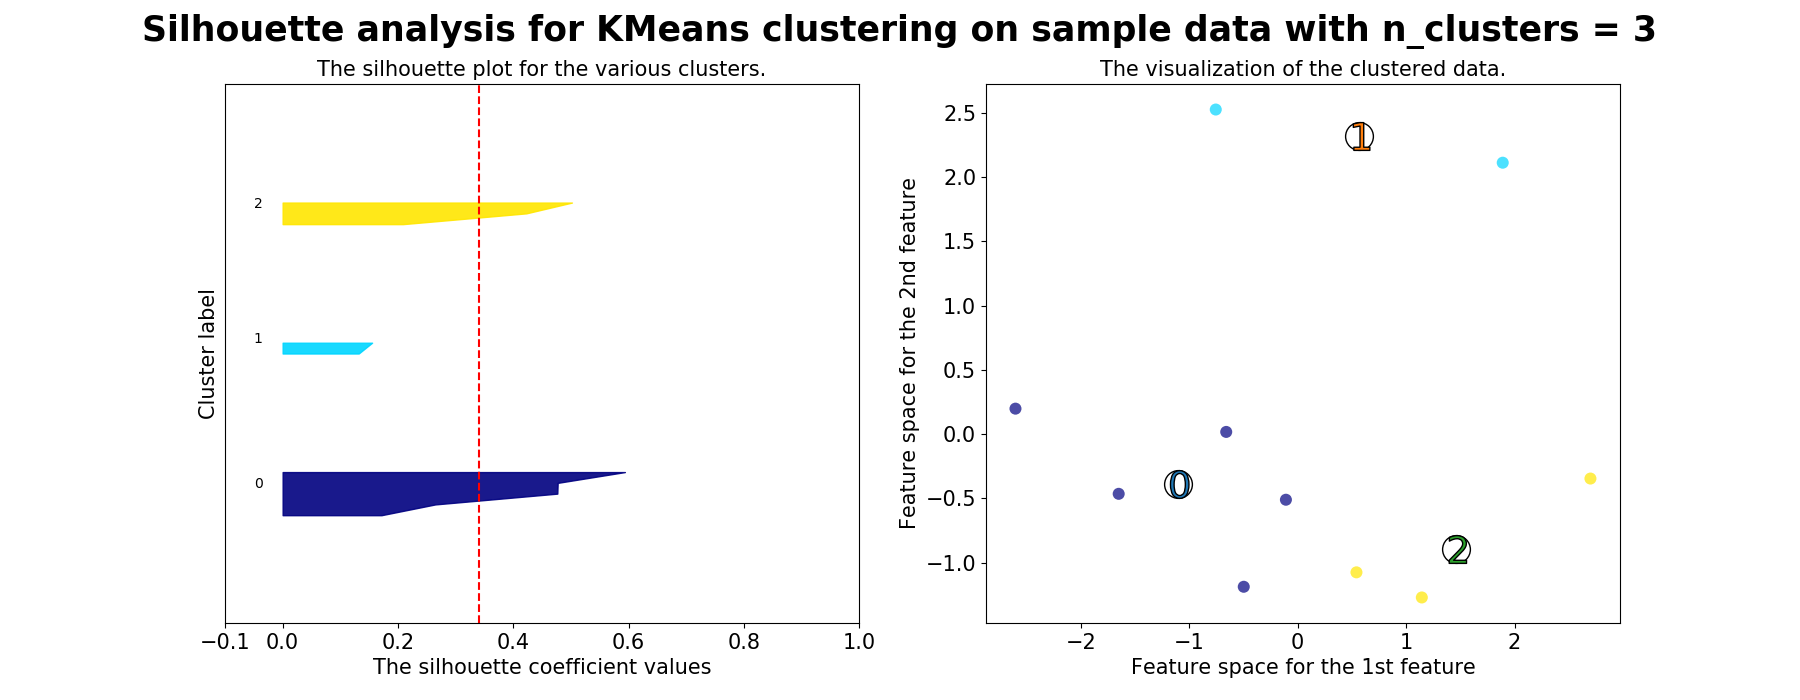 Silhouette analysis for KMeans clustering on sample data with n_clusters = 3
The silhouette plot for the various clusters.
2
1
0
Cluster label
−0.1 0.0 0.2 0.4 0.6 0.8 1.0
The silhouette coefficient values
The visualization of the clustered data.
2.5
2.0
1.5
1.0
0.5
0.0
−0.5
−1.0
Feature space for the 2nd feature
1
0
2
−2 −1 0 1 2
Feature space for the 1st feature